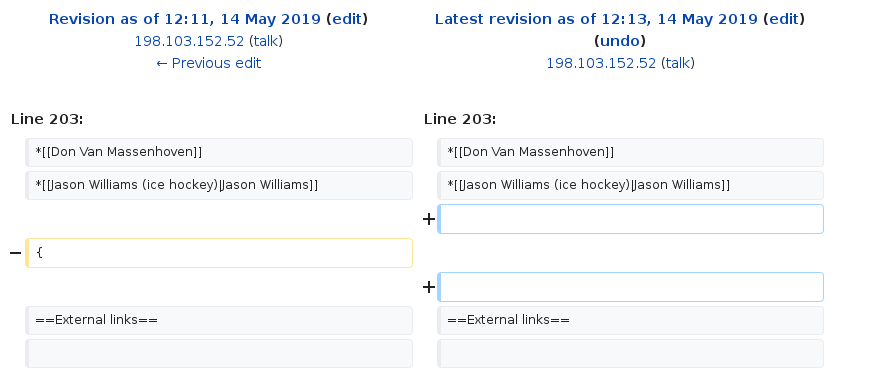 Revision as of 12:11, 14 May 2019 (edit)
198.103.152.52 (talk)
← Previous edit
Latest revision as of 12:13, 14 May 2019 (edit)
(undo)
198.103.152.52 (talk)
Line 203:
Line 203:
*[[Don Van Massenhoven]]
*[[Don Van Massenhoven]]
*[[Jason Williams (ice hockey)|Jason Williams]]
*[[Jason Williams (ice hockey)|Jason Williams]]
+
− {
+
==External links==
==External links==